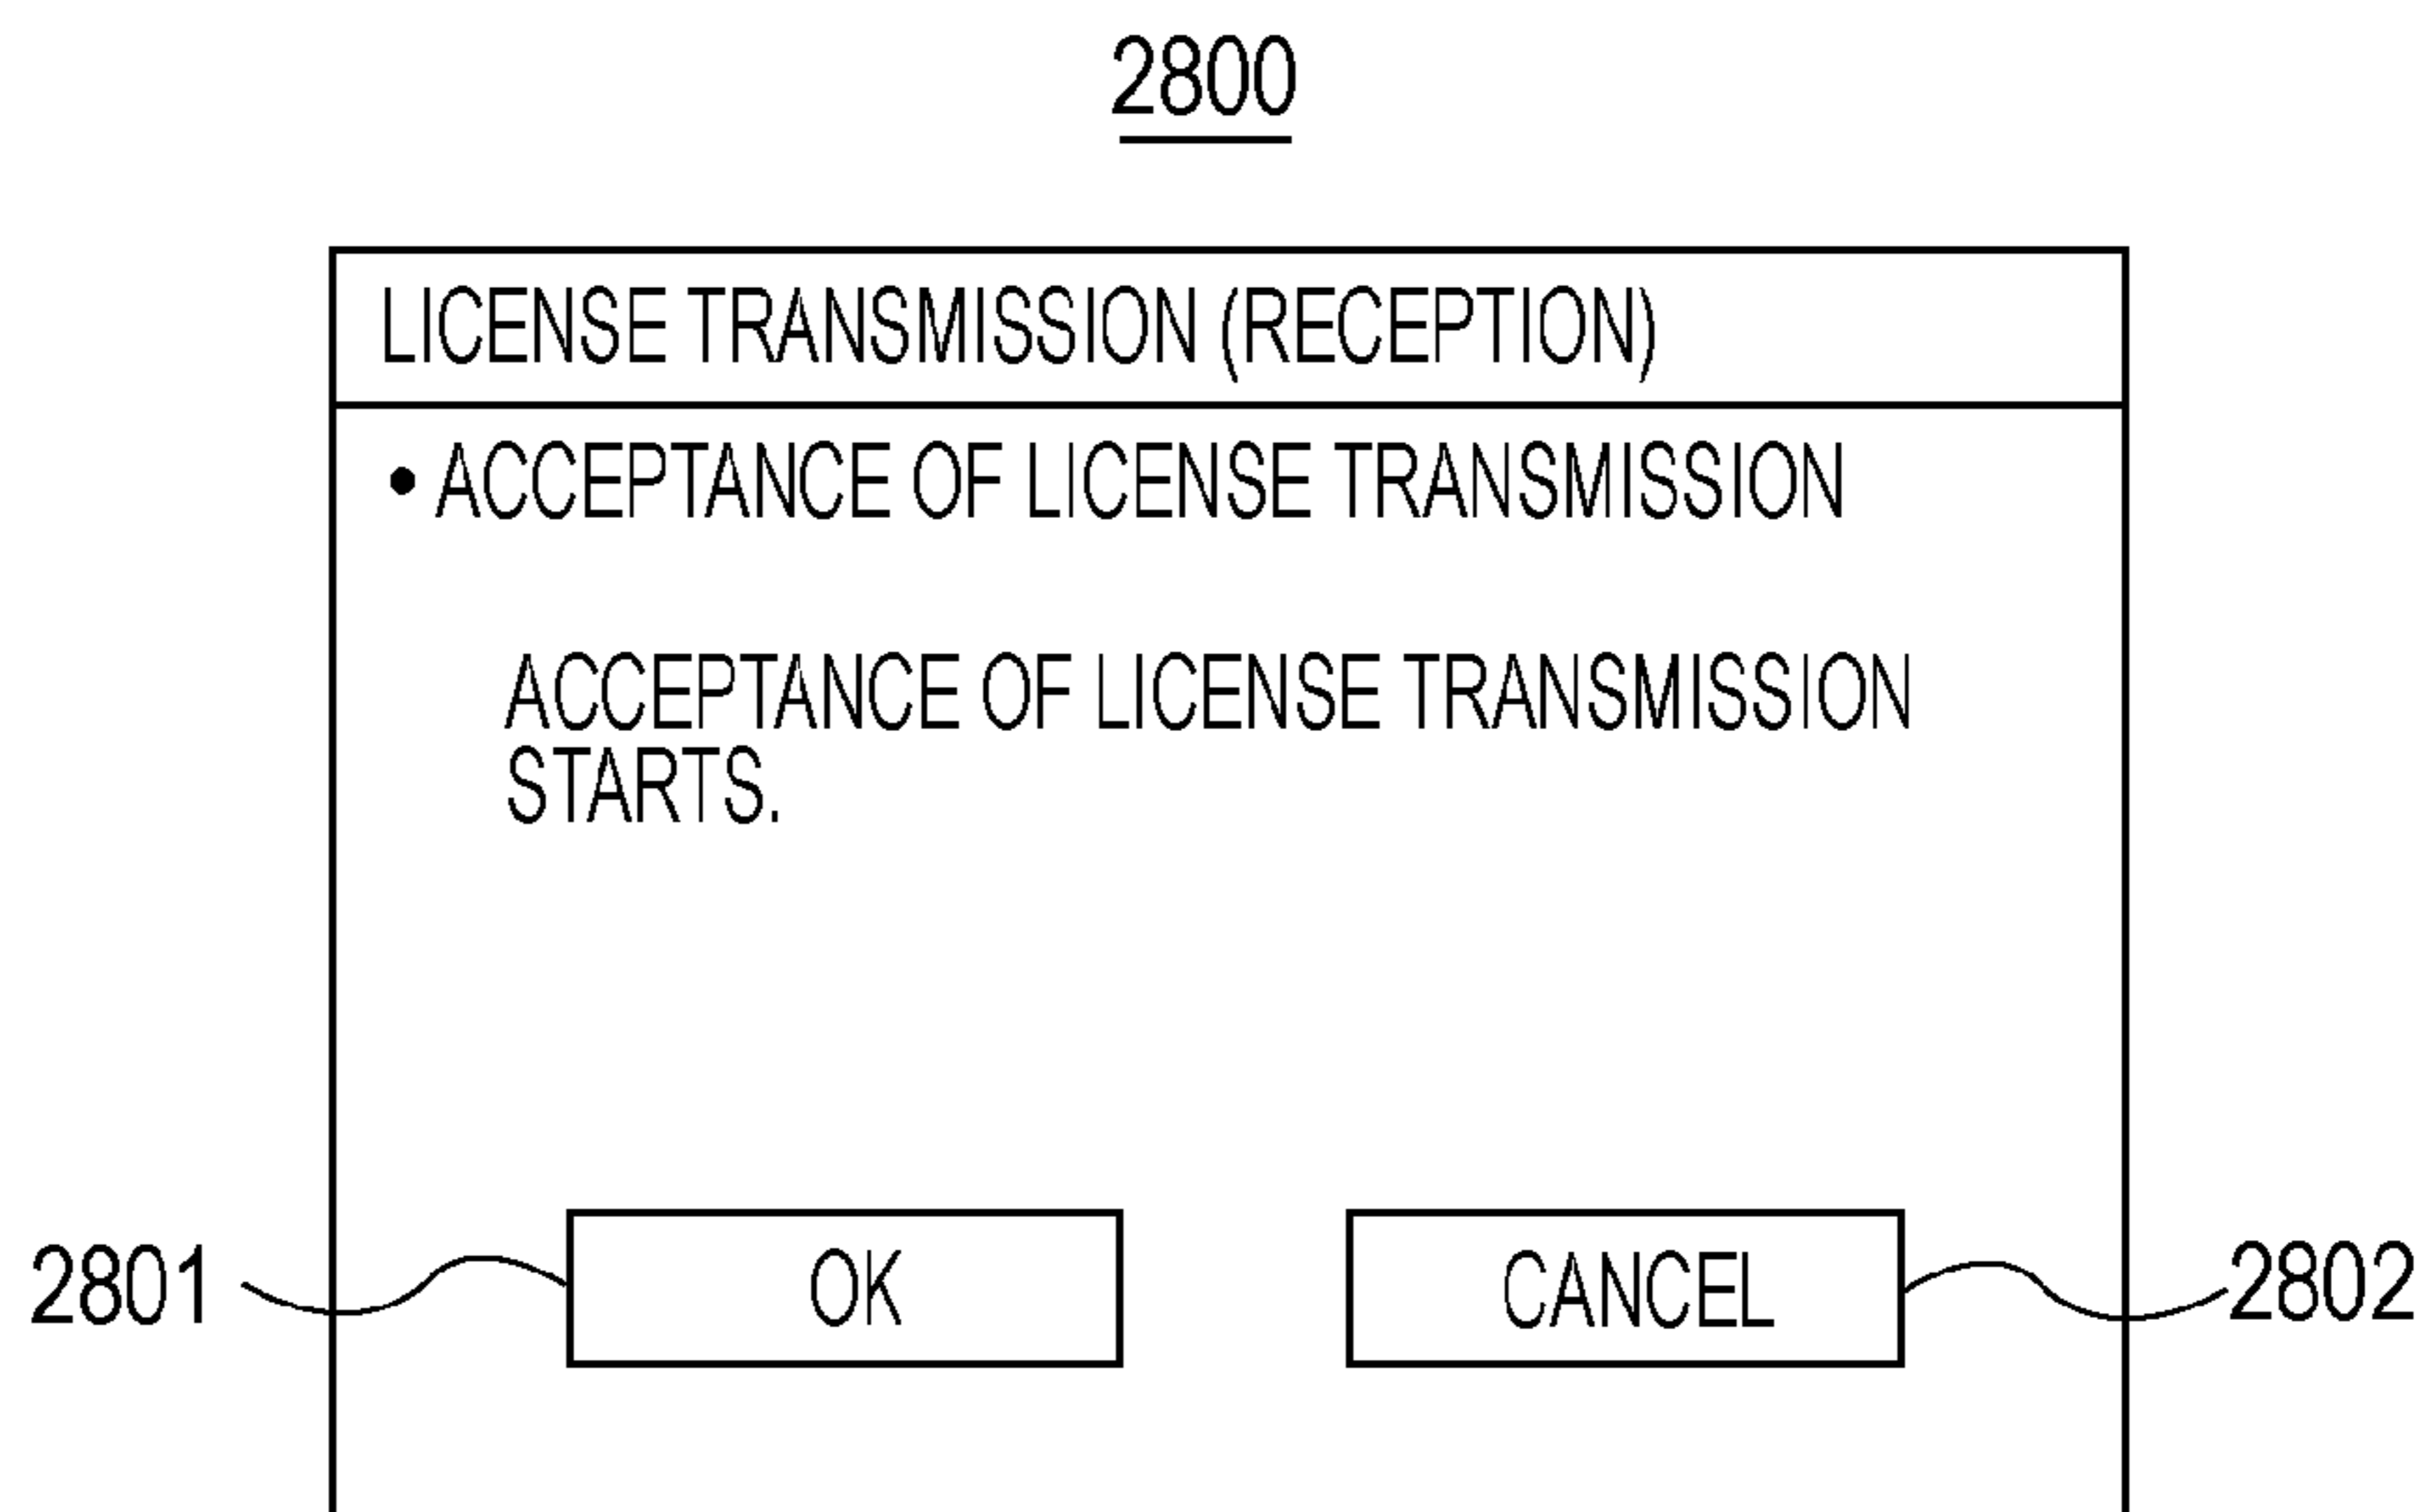 2800
LICENSE TRANSMISSION (RECEPTION)
• ACCEPTANCE OF LICENSE TRANSMISSION
ACCEPTANCE OF LICENSE TRANSMISSION
STARTS.
2801 OK CANCEL 2802